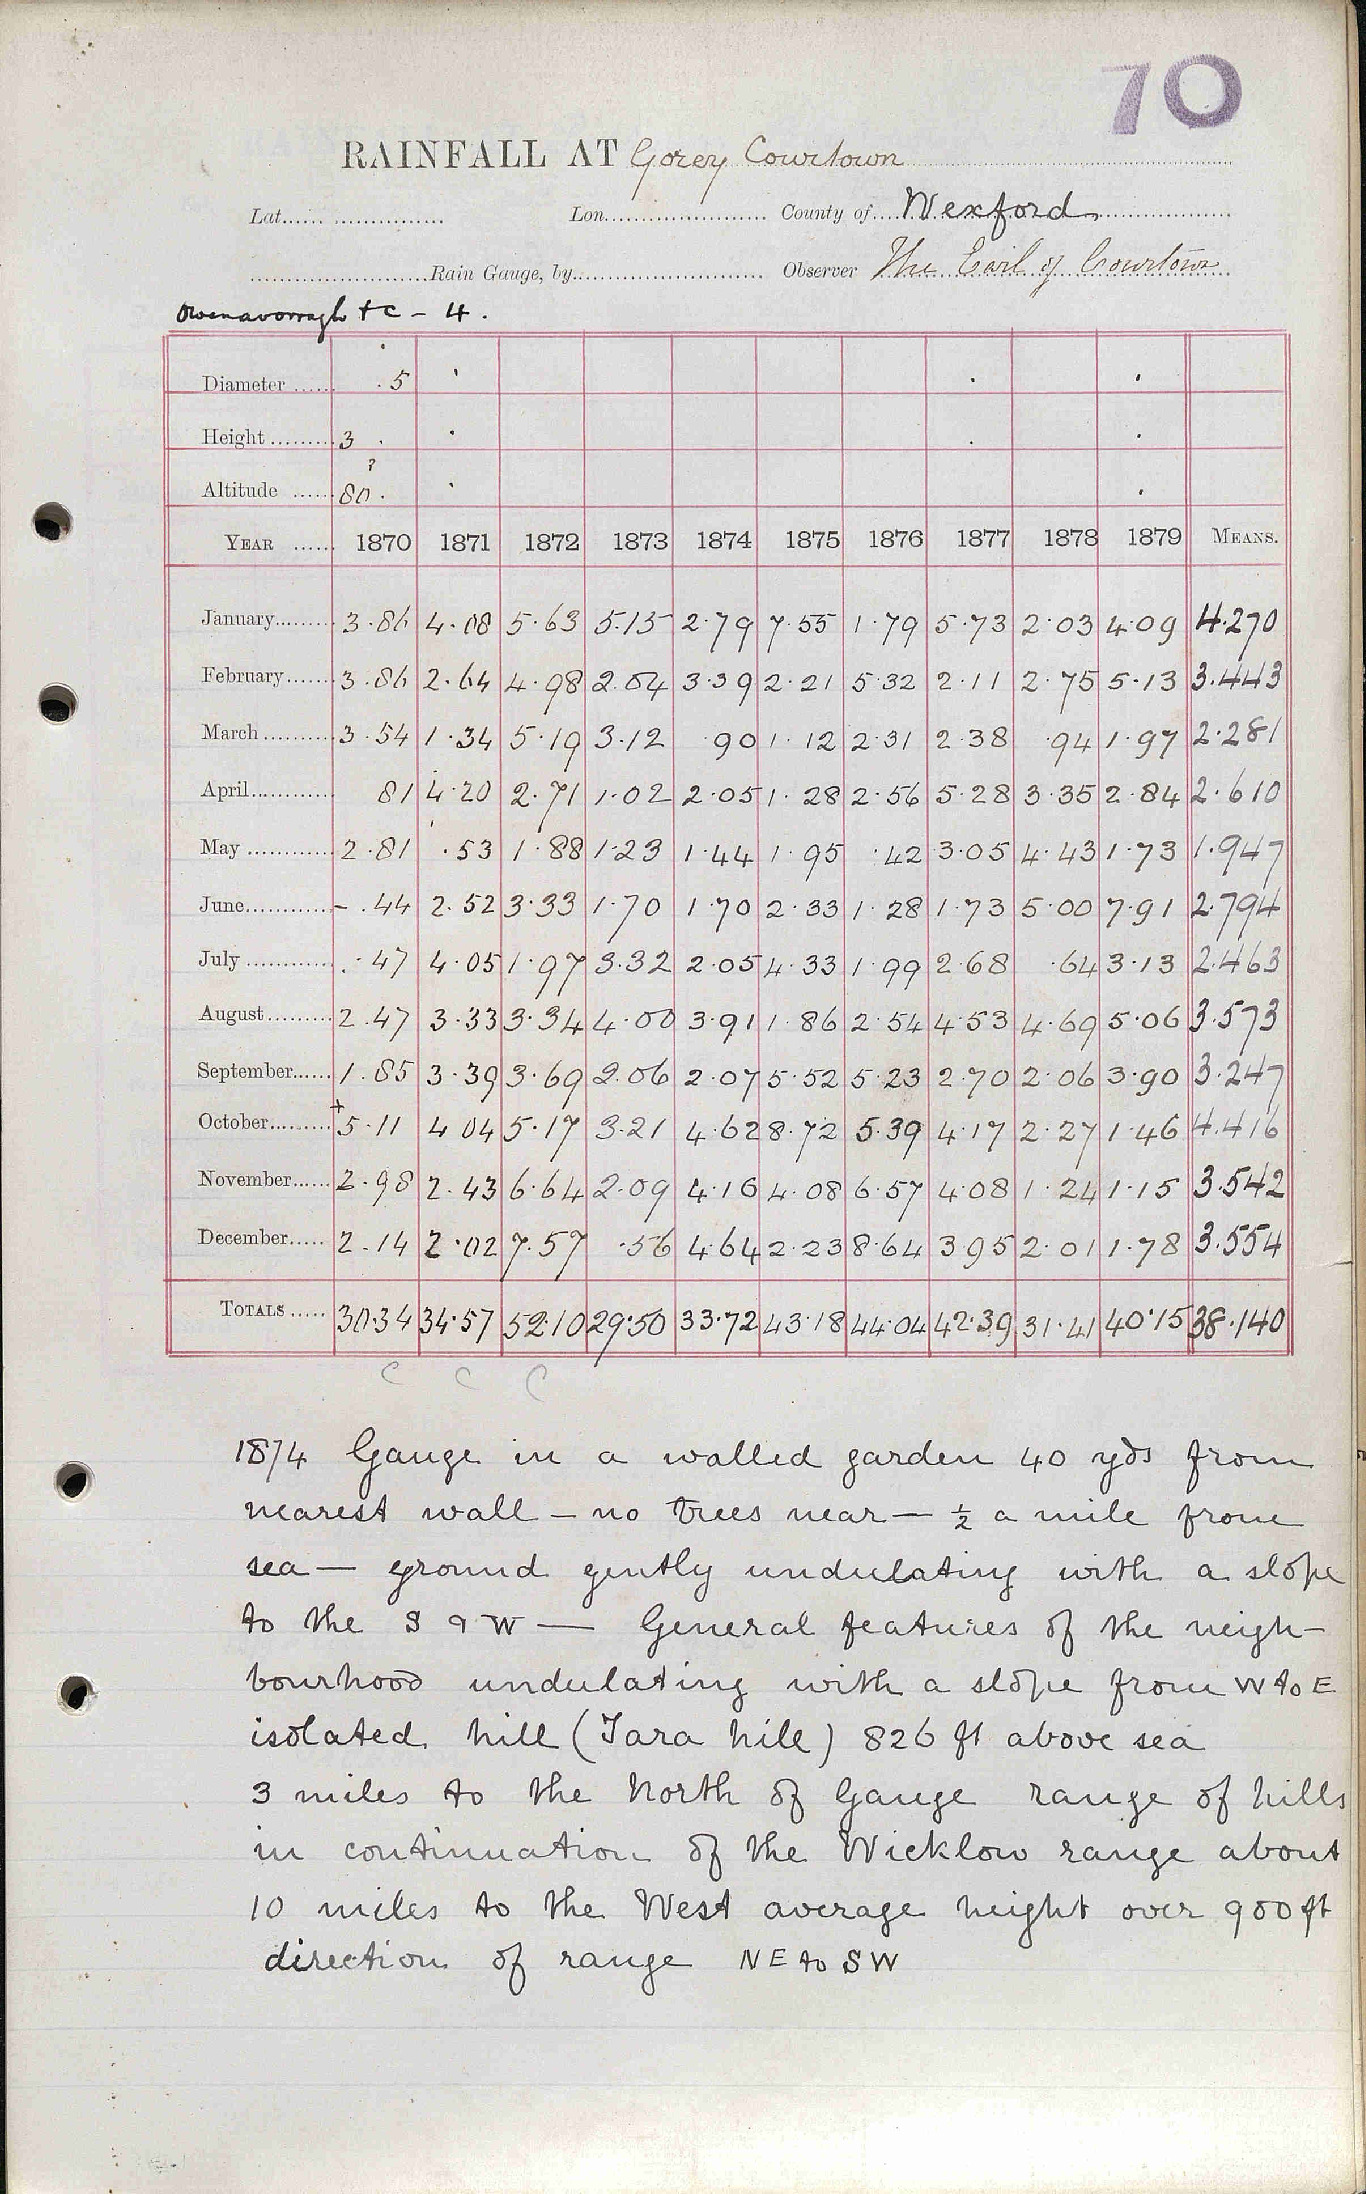 70
RAINFALL AT Gorey Courtown
Lat. Lon. County of Wexford
Rain Gauge, by Observer The Earl of Courtown
Owenavorragh + C - 4.
Diameter 5
Height 3
Altitude 80. ?
YEAR 1870 1871 1872 1873 1874 1875 1876 1877 1878 1879 MEANS.
January 3.86 4.08 5.63 5.15 2.79 7.55 1.79 5.73 2.03 4.09 4.270
February 3.86 2.64 4.98 2.04 3.39 2.21 5.32 2.11 2.75 5.13 3.443
March 3.54 1.34 5.19 3.12 .90 1.12 2.31 2.38 .94 1.97 2.281
April 81 4.20 2.71 1.02 2.05 1.28 2.56 5.28 3.35 2.84 2.610
May 2.81 .53 1.88 1.23 1.44 1.95 .42 3.05 4.43 1.73 1.947
June - .44 2.52 3.33 1.70 1.70 2.33 1.28 1.73 5.00 7.91 2.794
July .47 4.05 1.97 3.32 2.05 4.33 1.99 2.68 .64 3.13 2.463
August 2.47 3.33 3.34 4.00 3.91 1.86 2.54 4.53 4.69 5.06 3.573
September 1.85 3.39 3.69 2.06 2.07 5.52 5.23 2.70 2.06 3.90 3.247
October + 5.11 4 04 5.17 3.21 4.62 8.72 5.39 4.17 2.27 1.46 4.416
November 2.98 2.43 6.64 2.09 4.16 4.08 6.57 4.08 1.24 1.15 3.542
December 2.14 2.02 7.57 .56 4.64 2.23 8.64 3.95 2.01 1.78 3.554
TOTALS 30.34 34.57 52.10 29.50 33.72 43.18 44.04 42.39 31.41 40.15 38.140
C C C
1874 Gauge in a walled garden 40 yds from
nearest wall – no trees near – ½ a mile from
sea – ground gently undulating with a slope
to the S & W – General features of the neigh-
bourhood undulating with a slope from W to E
isolated hill (Tara hill) 826 ft above sea
3 miles to the North of Gauge range of hills
in continuation of the Wicklow range about
10 miles to the West average height over 900 ft
direction of range NE to SW